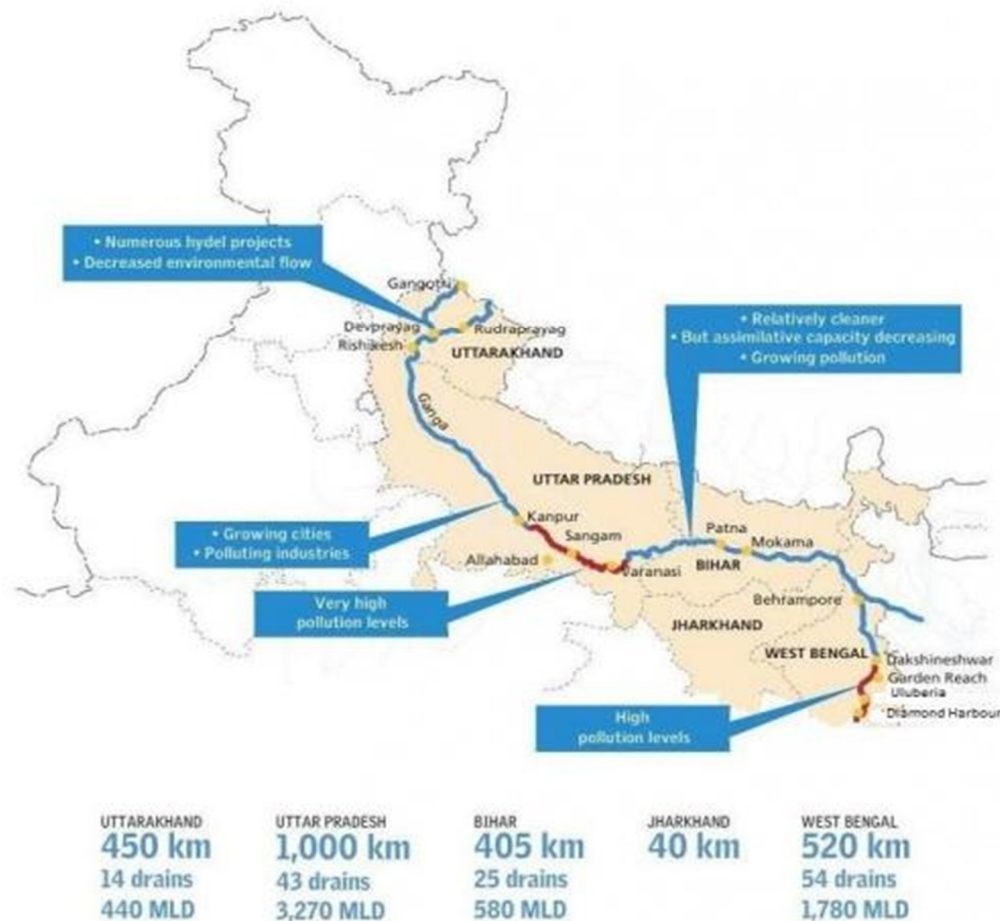 • Numerous hydel projects
• Decreased environmental flow
Gangotri
Devprayag
Rudraprayag
Rishikesh
UTTARAKHAND
• Relatively cleaner
• But assimilative capacity decreasing
• Growing pollution
Ganga
UTTAR PRADESH
Kanpur
• Growing cities
• Polluting industries
Sangam
Allahabad
Varanasi
Patna
Mokama
BIHAR
Very high
pollution levels
Behrampore
JHARKHAND
WEST BENGAL
Dakshineshwar
Garden Reach
Uluberia
Diamond Harbour
High
pollution levels
UTTARAKHAND
450 km
14 drains
440 MLD
UTTAR PRADESH
1,000 km
43 drains
3,270 MLD
BIHAR
405 km
25 drains
580 MLD
JHARKHAND
40 km
WEST BENGAL
520 km
54 drains
1,780 MLD